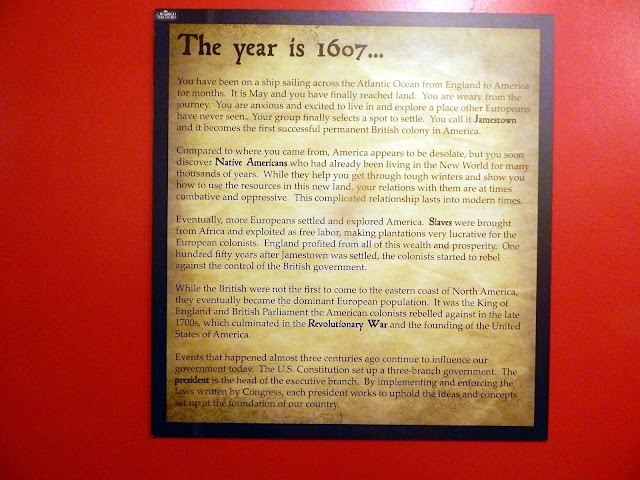 The year is 1607...
You have been on a ship sailing across the Atlantic Ocean from England to America
for months. It is May and you have finally reached land. You are weary from the
journey. You are anxious and excited to live in and explore a place other Europeans
have never seen.. Your group finally selects a spot to settle. You call it Jamestown
and it becomes the first successful permanent British colony in America.
Compared to where you came from, America appears to be desolate, but you soon
discover Native Americans who had already been living in the New World for many
thousands of years. While they help you get through tough winters and show you
how to use the resources in this new land, your relations with them are at times
combative and oppressive. This complicated relationship lasts into modern times.
Eventually, more Europeans settled and explored America. Slaves were brought
from Africa and exploited as free labor, making plantations very lucrative for the
European colonists. England profited from all of this wealth and prosperity. One
hundred fifty years after Jamestown was settled, the colonists started to rebel
against the control of the British government.
While the British were not the first to come to the eastern coast of North America,
they eventually became the dominant European population. It was the King of
England and British Parliament the American colonists rebelled against in the late
1700s, which culminated in the Revolutionary War and the founding of the United
States of America.
Events that happened almost three centuries ago continue to influence our
government today. The U.S. Constitution set up a three-branch government. The
president is the head of the executive branch. By implementing and enforcing the
laws written by Congress, each president works to uphold the ideas and concepts
set up at the foundation of our country.